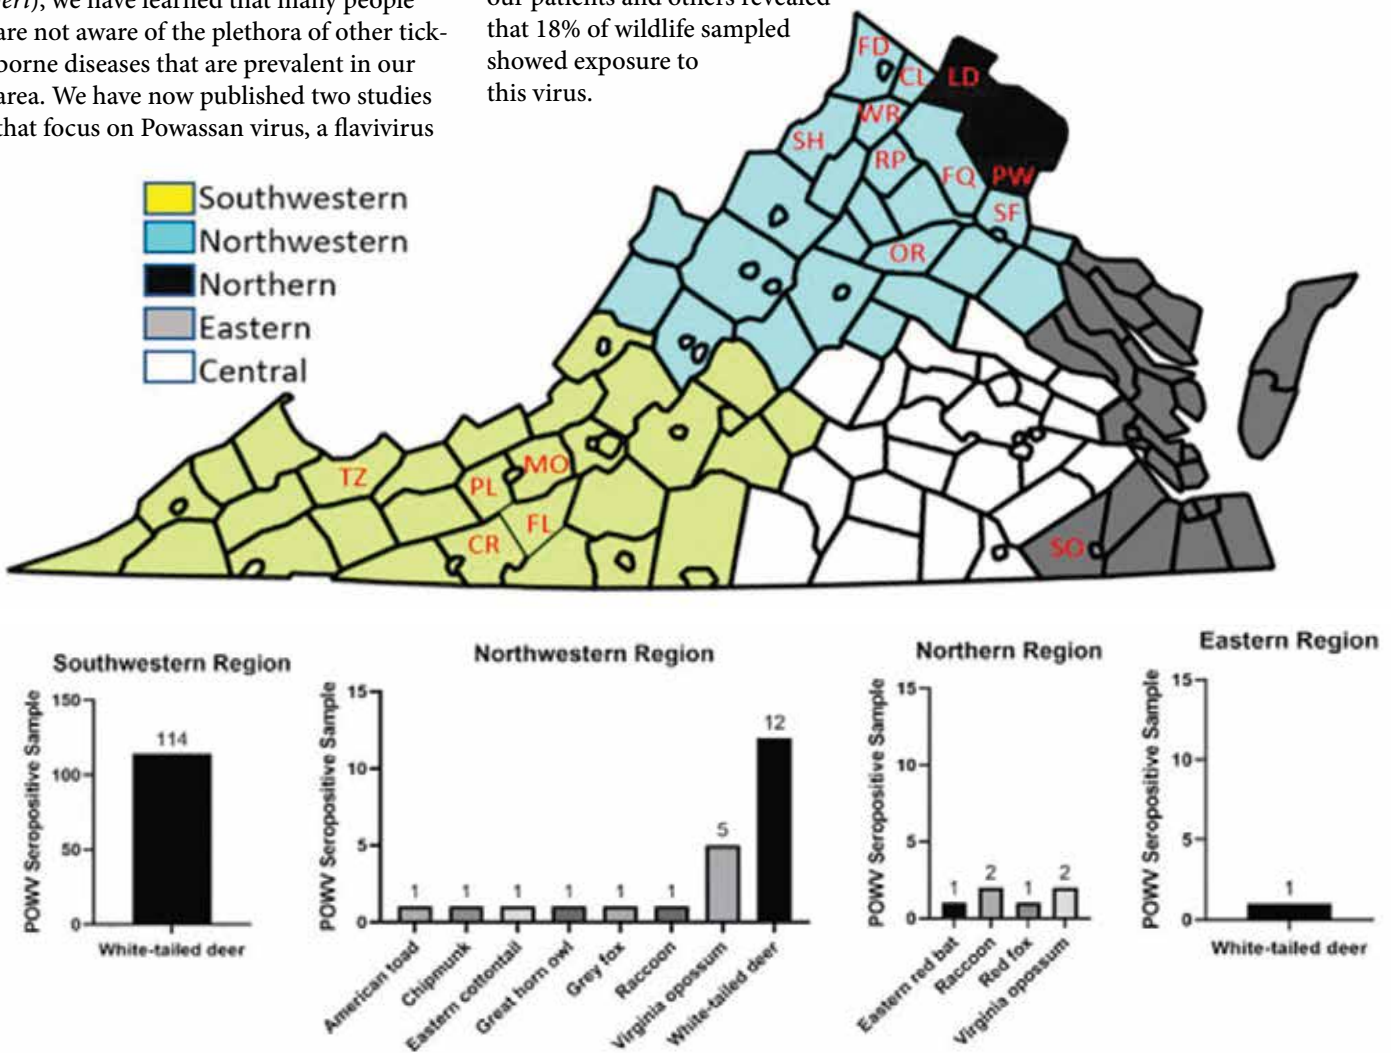 are not aware of the plethora of other tick-
borne diseases that are prevalent in our
area. We have now published two studies
that focus on Powassan virus, a flavivirus
our patients and others revealed
that 18% of wildlife sampled
showed exposure to
this virus.
Southwestern
Northwestern
Northern
Eastern
Central
FD
CL
LD
WR
SH
RP
FQ
PW
SF
OR
TZ
MO
PL
FL
CR
SO
Southwestern Region
POWV Seropositive Sample
150
100
50
0
114
White-tailed deer
Northwestern Region
POWV Seropositive Sample
15
10
5
0
1
1
1
1
1
1
5
12
American toad
Chipmunk
Eastern cottontail
Great horn owl
Grey fox
Raccoon
Virginia opossum
White-tailed deer
Northern Region
POWV Seropositive Sample
15
10
5
0
1
2
1
2
Eastern red bat
Raccoon
Red fox
Virginia opossum
Eastern Region
POWV Seropositive Sample
15
10
5
0
1
White-tailed deer